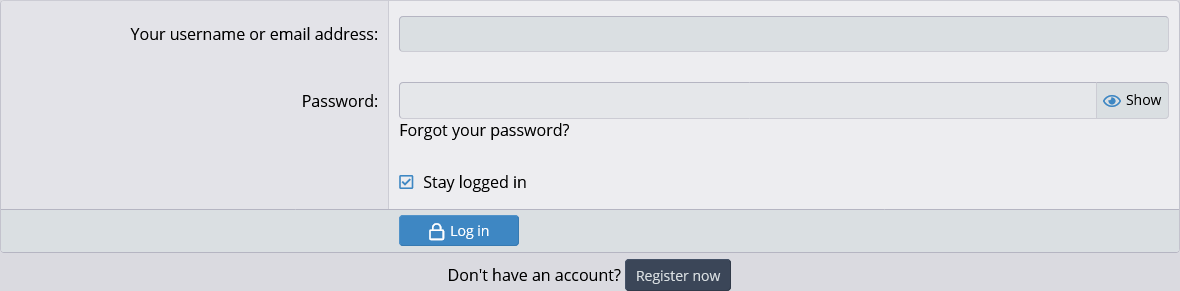 Your username or email address:
Password:
Show
Forgot your password?
Stay logged in
Log in
Don't have an account? Register now